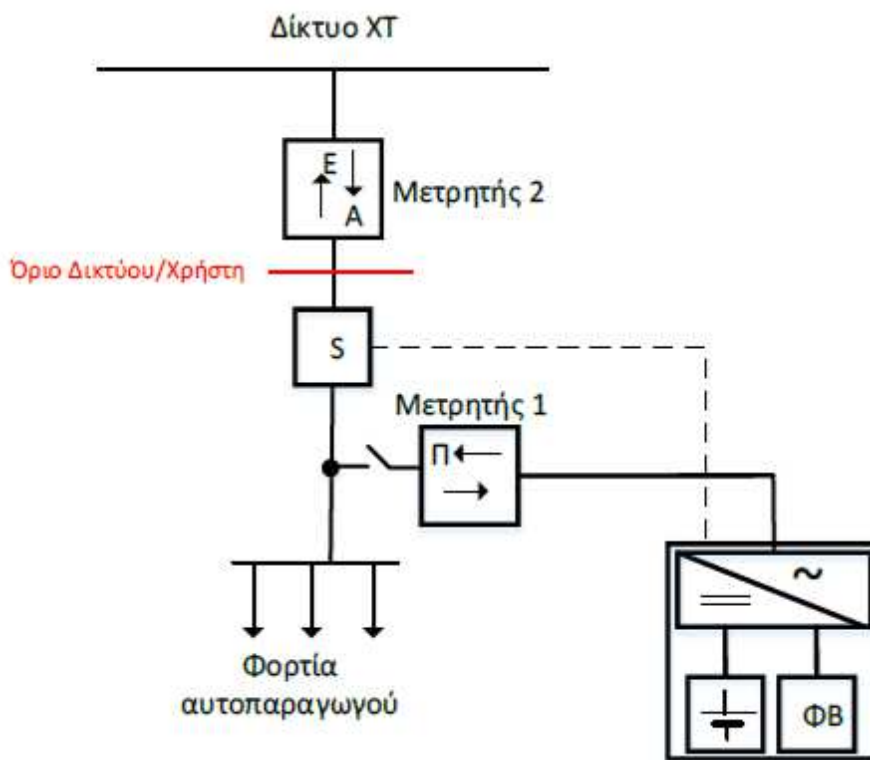 Δίκτυο ΧΤ
Ε
Α
Μετρητής 2
Όριο Δικτύου/Χρήστη
S
Μετρητής 1
Π
~
Φορτία
αυτοπαραγωγού
ΦΒ